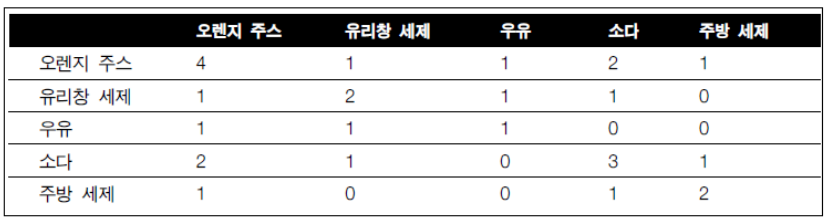 오렌지 주스 유리창 세제 우유 소다 주방 세제
오렌지 주스 4 1 1 2 1
유리창 세제 1 2 1 1 0
우유 1 1 1 0 0
소다 2 1 0 3 1
주방 세제 1 0 0 1 2